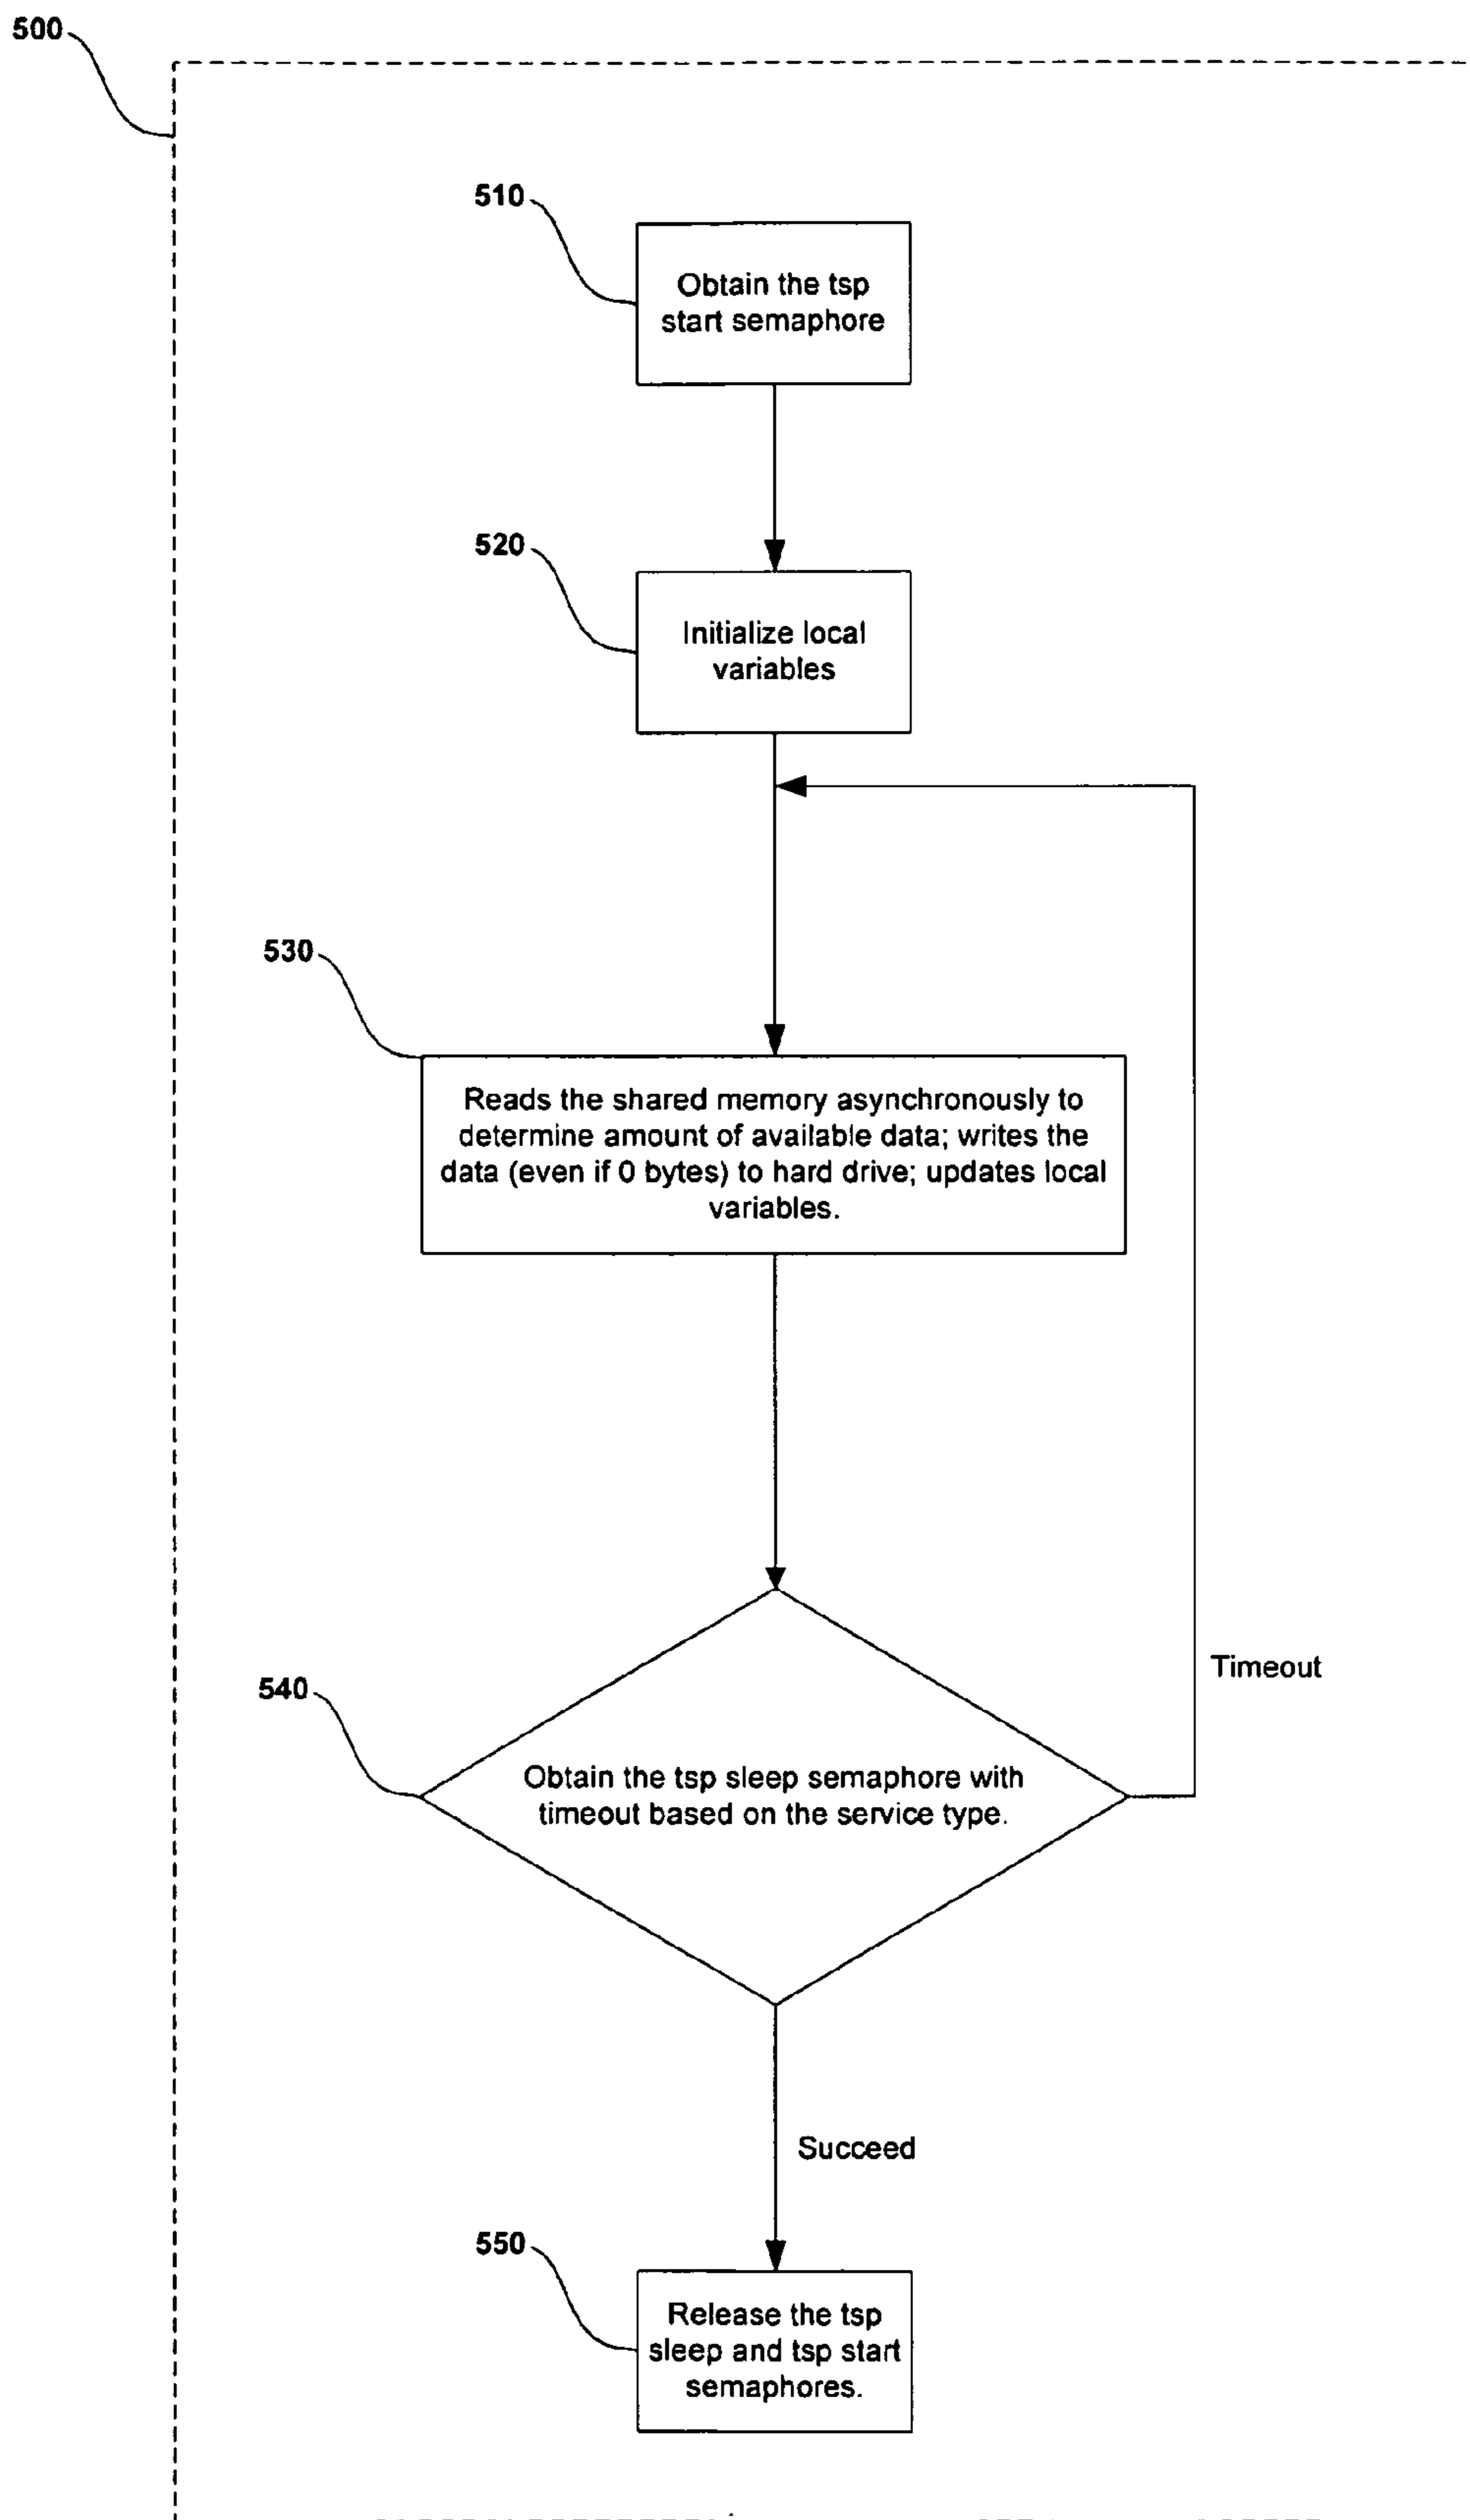 500
510
Obtain the tsp
start semaphore
520
Initialize local
variables
530
Reads the shared memory asynchronously to
determine amount of available data; writes the
data (even if 0 bytes) to hard drive; updates local
variables.
Timeout
540
Obtain the tsp sleep semaphore with
timeout based on the service type.
Succeed
550
Release the tsp
sleep and tsp start
semaphores.